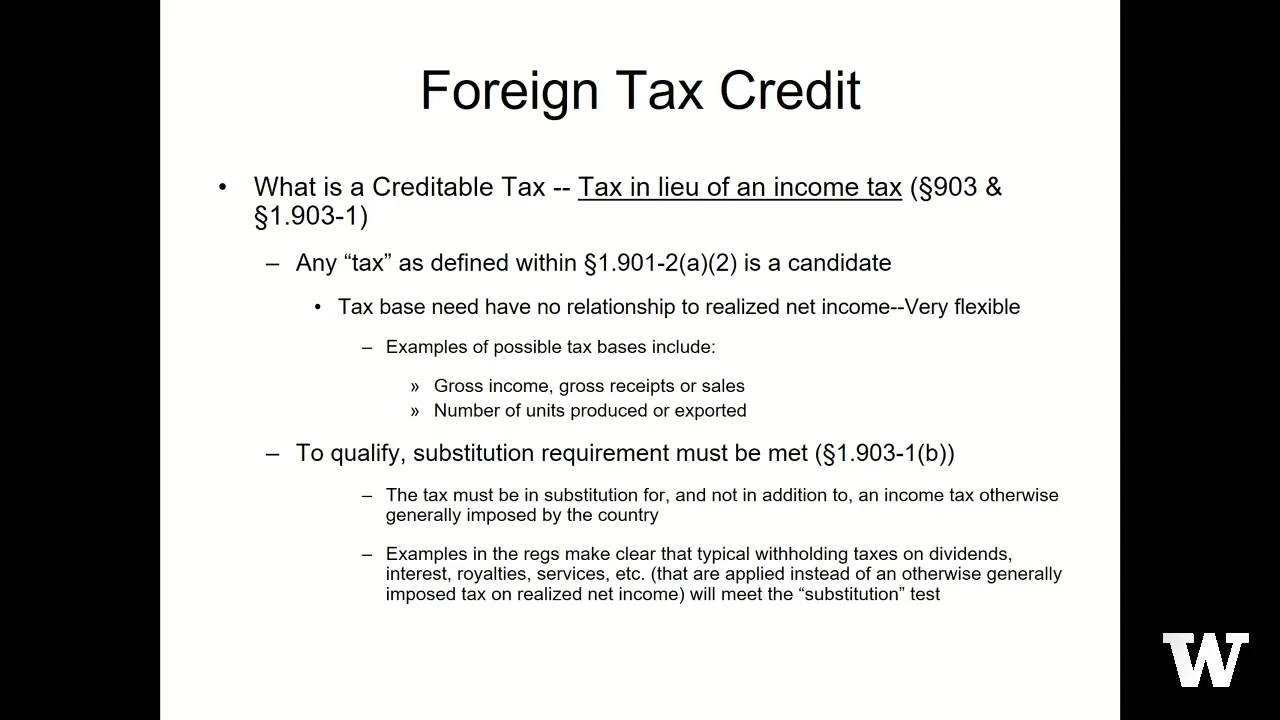 Foreign Tax Credit
• What is a Creditable Tax -- Tax in lieu of an income tax (§903 &
§1.903-1)
– Any “tax” as defined within §1.901-2(a)(2) is a candidate
• Tax base need have no relationship to realized net income--Very flexible
– Examples of possible tax bases include:
» Gross income, gross receipts or sales
» Number of units produced or exported
– To qualify, substitution requirement must be met (§1.903-1(b))
– The tax must be in substitution for, and not in addition to, an income tax otherwise
generally imposed by the country
– Examples in the regs make clear that typical withholding taxes on dividends,
interest, royalties, services, etc. (that are applied instead of an otherwise generally
imposed tax on realized net income) will meet the “substitution” test
W